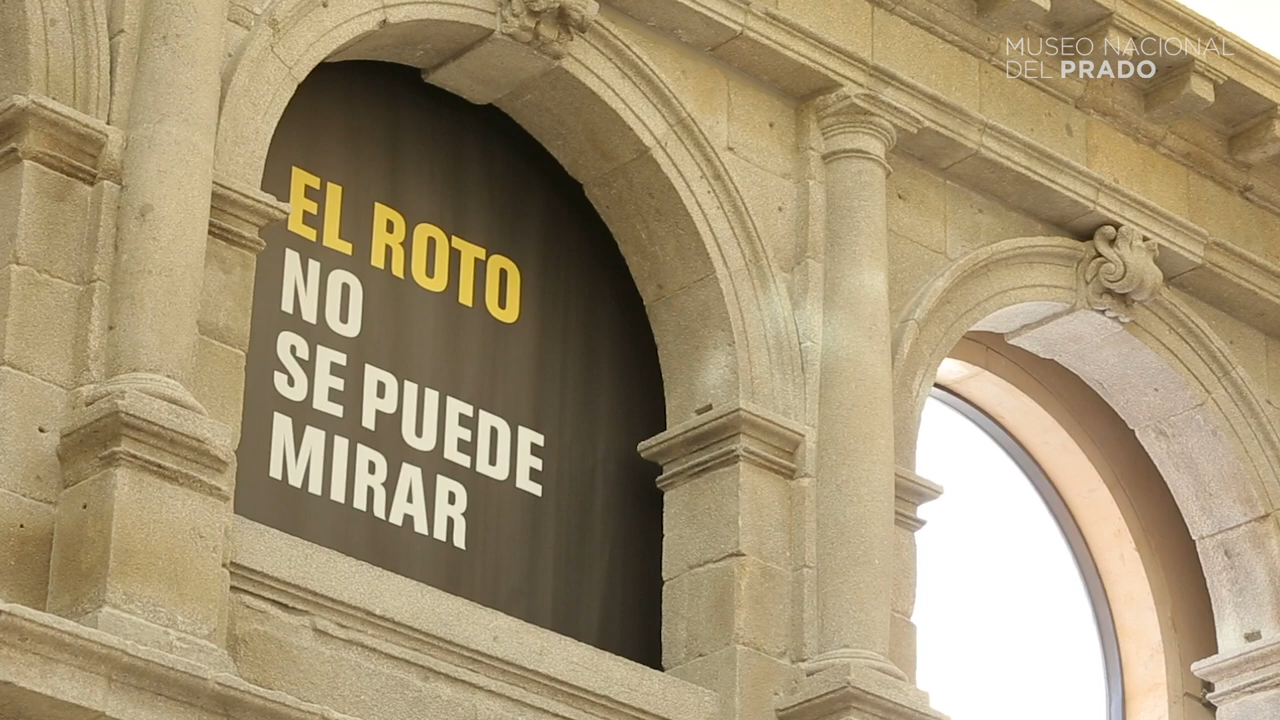 MUSEO NACIONAL
DEL PRADO
EL ROTO
NO
SE PUEDE
MIRAR